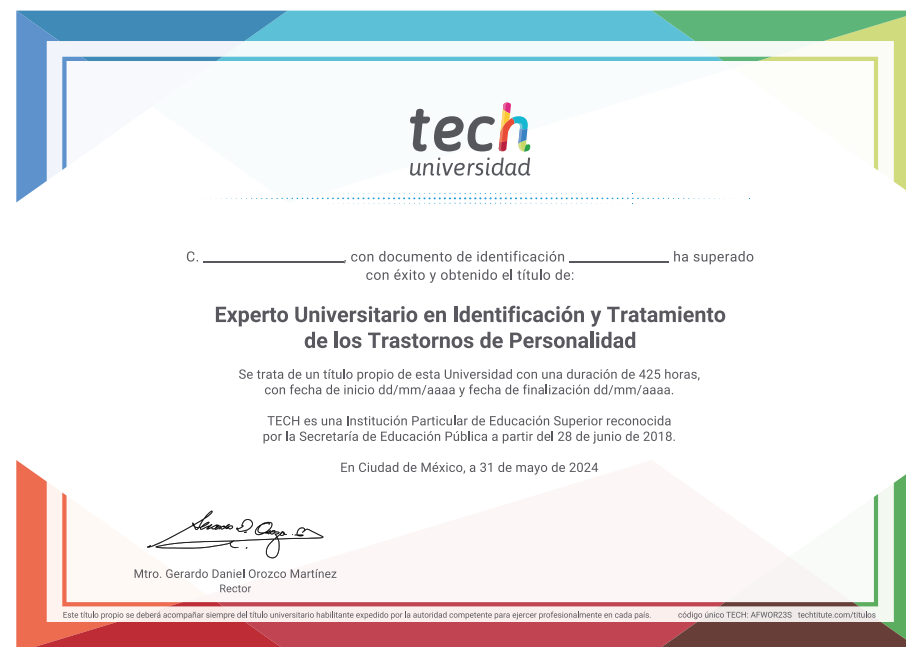 tech
universidad
C. ____________, con documento de identificación ____________ ha superado
con éxito y obtenido el título de:
Experto Universitario en Identificación y Tratamiento
de los Trastornos de Personalidad
Se trata de un título propio de esta Universidad con una duración de 425 horas,
con fecha de inicio dd/mm/aaaa y fecha de finalización dd/mm/aaaa.
TECH es una Institución Particular de Educación Superior reconocida
por la Secretaría de Educación Pública a partir del 28 de junio de 2018.
En Ciudad de México, a 31 de mayo de 2024
Mtro. Gerardo Daniel Orozco Martínez
Rector
Este título propio se deberá acompañar siempre del título universitario habilitante expedido por la autoridad competente para ejercer profesionalmente en cada país. código único TECH: AFWOR23S techtitute.com/titulos